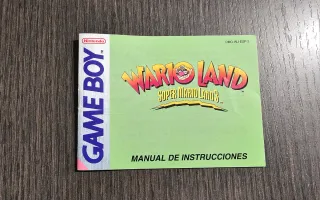 Nintendo
GAME BOY
WARIO LAND
SUPER MARIO LAND 3
MANUAL DE INSTRUCCIONES